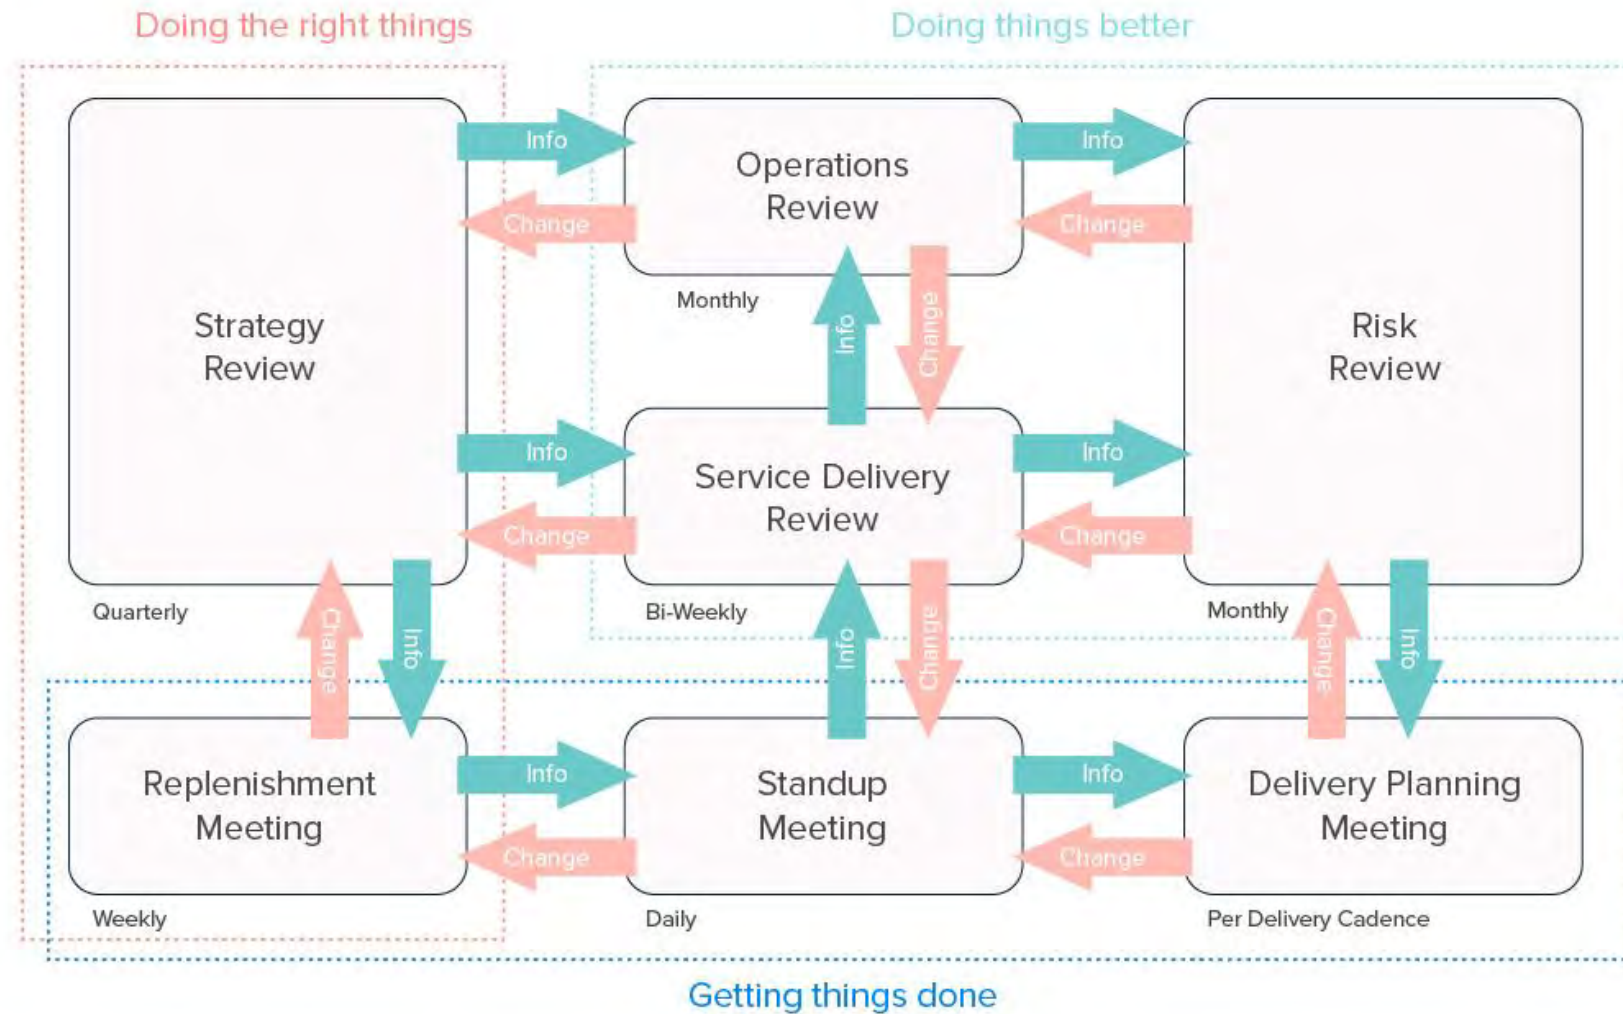 Doing the right things
Doing things better
Info
Info
Operations
Review
Change
Change
Monthly
Strategy
Review
Info
Change
Risk
Review
Info
Info
Service Delivery
Review
Change
Change
Quarterly
Bi-Weekly
Monthly
Change
Info
Info
Change
Change
Info
Replenishment
Meeting
Info
Standup
Meeting
Info
Delivery Planning
Meeting
Change
Change
Weekly
Daily
Per Delivery Cadence
Getting things done